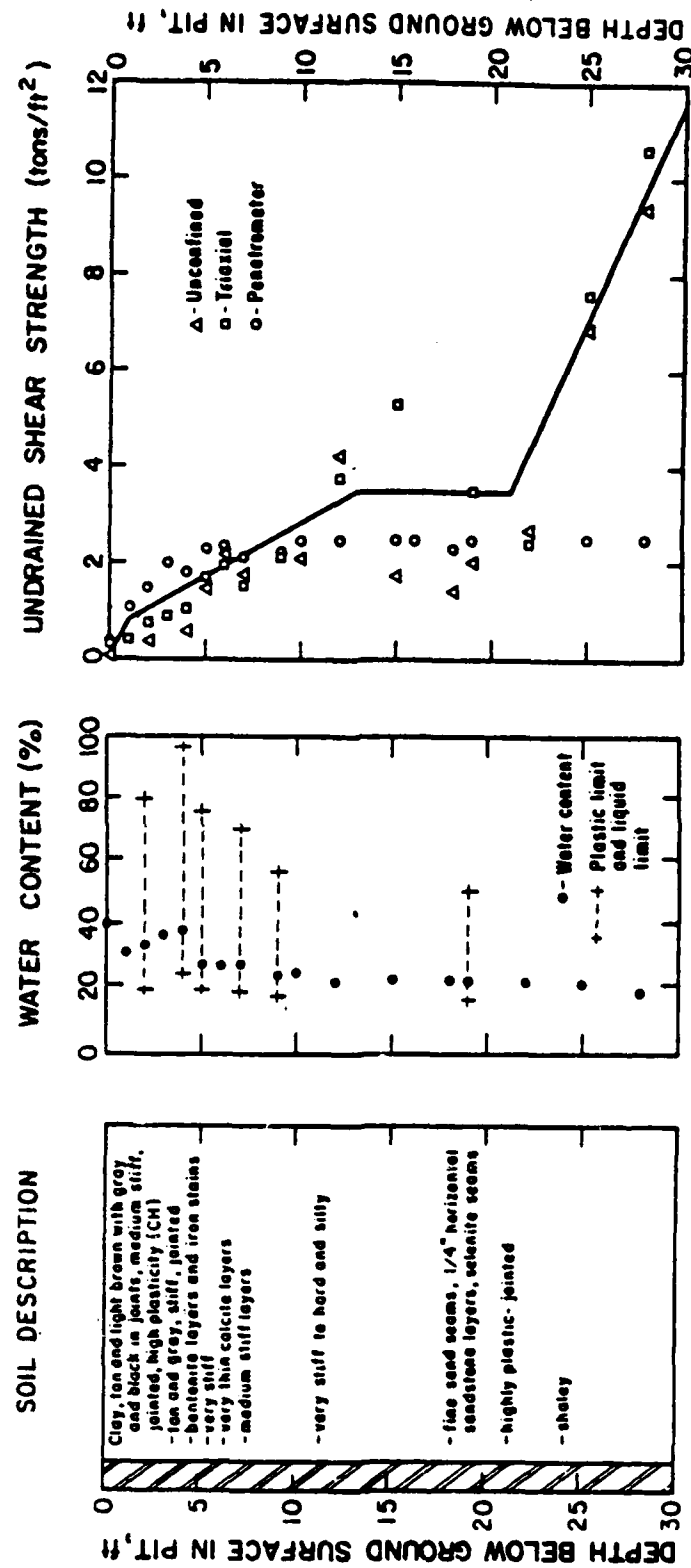 SOIL DESCRIPTION
Clay, tan and light brown with gray
and black in joints, medium stiff,
jointed, high plasticity (CH)
- tan and gray, stiff, jointed
- bentonite layers and iron stains
- very stiff
- very thin calcite layers
- medium stiff layers
- very stiff to hard and silty
- fine sand seams, 1/4" horizontal
sandstone layers, selenite seams
- highly plastic-jointed
- shaley
0
5
10
15
20
25
30
DEPTH BELOW GROUND SURFACE IN PIT, ft
WATER CONTENT (%)
0
20
40
60
80
100
●- Water content
+---+ Plastic limit
and liquid
limit
UNDRAINED SHEAR STRENGTH (tons/ft²)
0
2
4
6
8
10
12
△- Unconfined
□- Triaxial
○- Penetrometer
0
5
10
15
20
25
30
DEPTH BELOW GROUND SURFACE IN PIT, ft